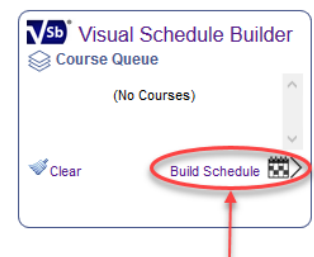 Vsb Visual Schedule Builder
Course Queue
(No Courses)
Clear Build Schedule